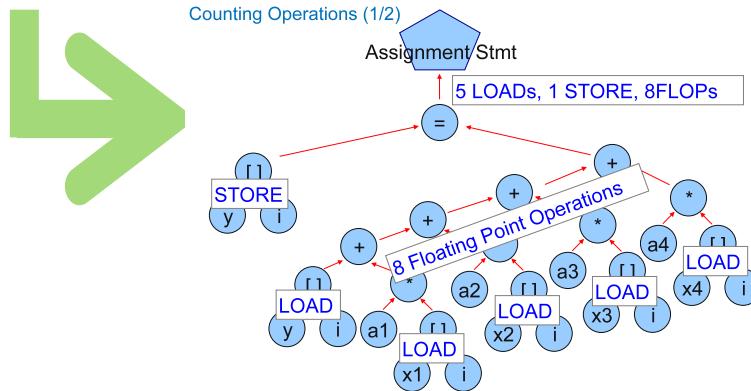 Counting Operations (1/2)
Assignment Stmt
5 LOADs, 1 STORE, 8FLOPs
=
[ ]
STORE
y i
+
+
+
+
8 Floating Point Operations
*
a4
[ ]
LOAD
x4 i
*
a3
[ ]
LOAD
x3 i
a2
[ ]
LOAD
x2 i
*
a1
[ ]
LOAD
x1 i
[ ]
LOAD
y i